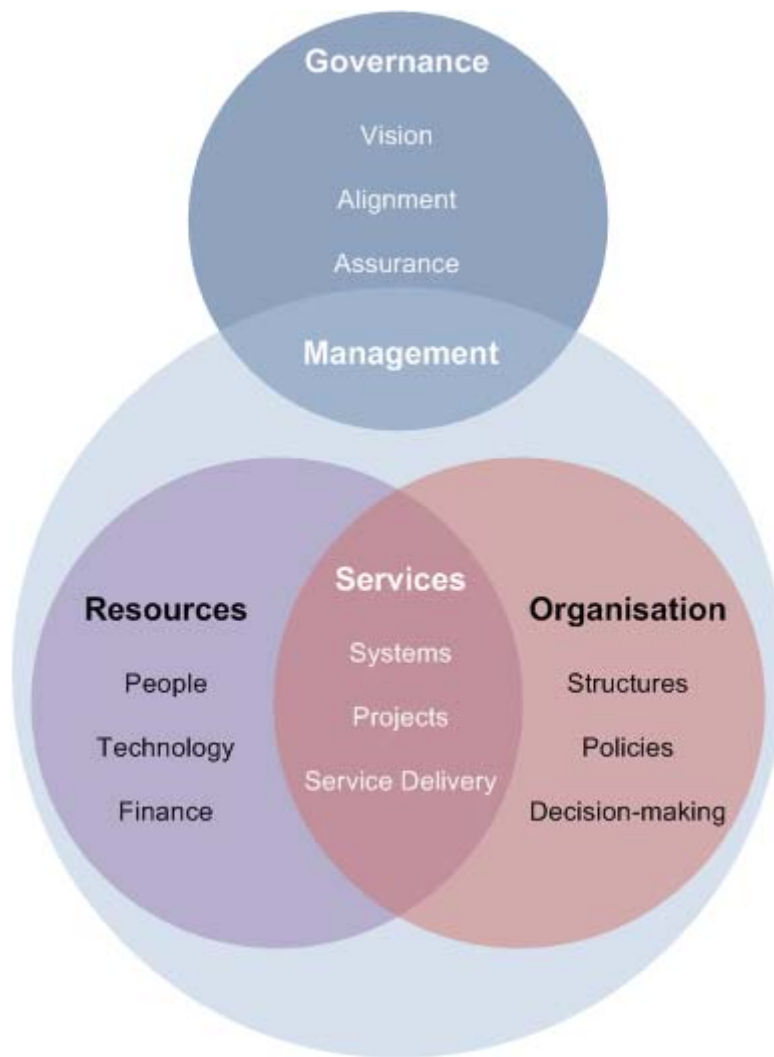 Governance
Vision
Alignment
Assurance
Management
Resources
People
Technology
Finance
Services
Systems
Projects
Service Delivery
Organisation
Structures
Policies
Decision-making